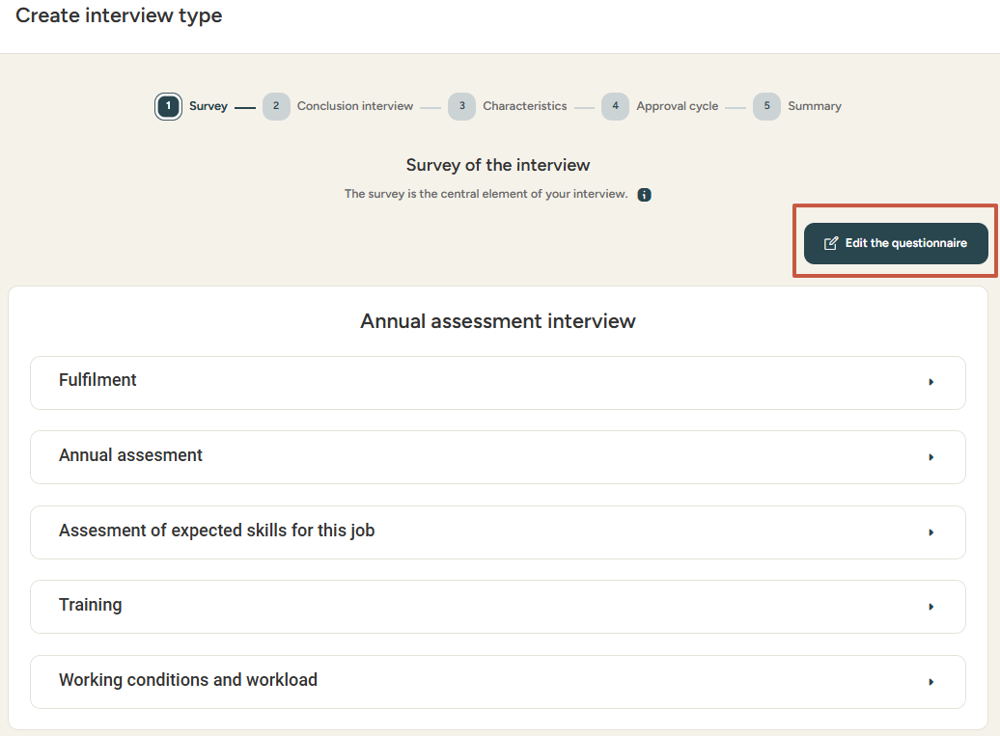 Create interview type
1 Survey 2 Conclusion interview 3 Characteristics 4 Approval cycle 5 Summary
Survey of the interview
The survey is the central element of your interview. i
Edit the questionnaire
Annual assessment interview
Fulfilment
Annual assesment
Assesment of expected skills for this job
Training
Working conditions and workload